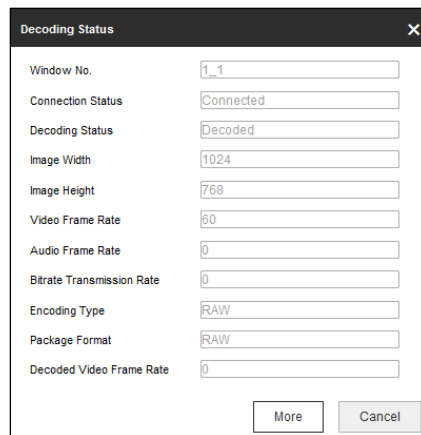 Decoding Status
Window No. 1_1
Connection Status Connected
Decoding Status Decoded
Image Width 1024
Image Height 768
Video Frame Rate 60
Audio Frame Rate 0
Bitrate Transmission Rate 0
Encoding Type RAW
Package Format RAW
Decoded Video Frame Rate 0
More Cancel